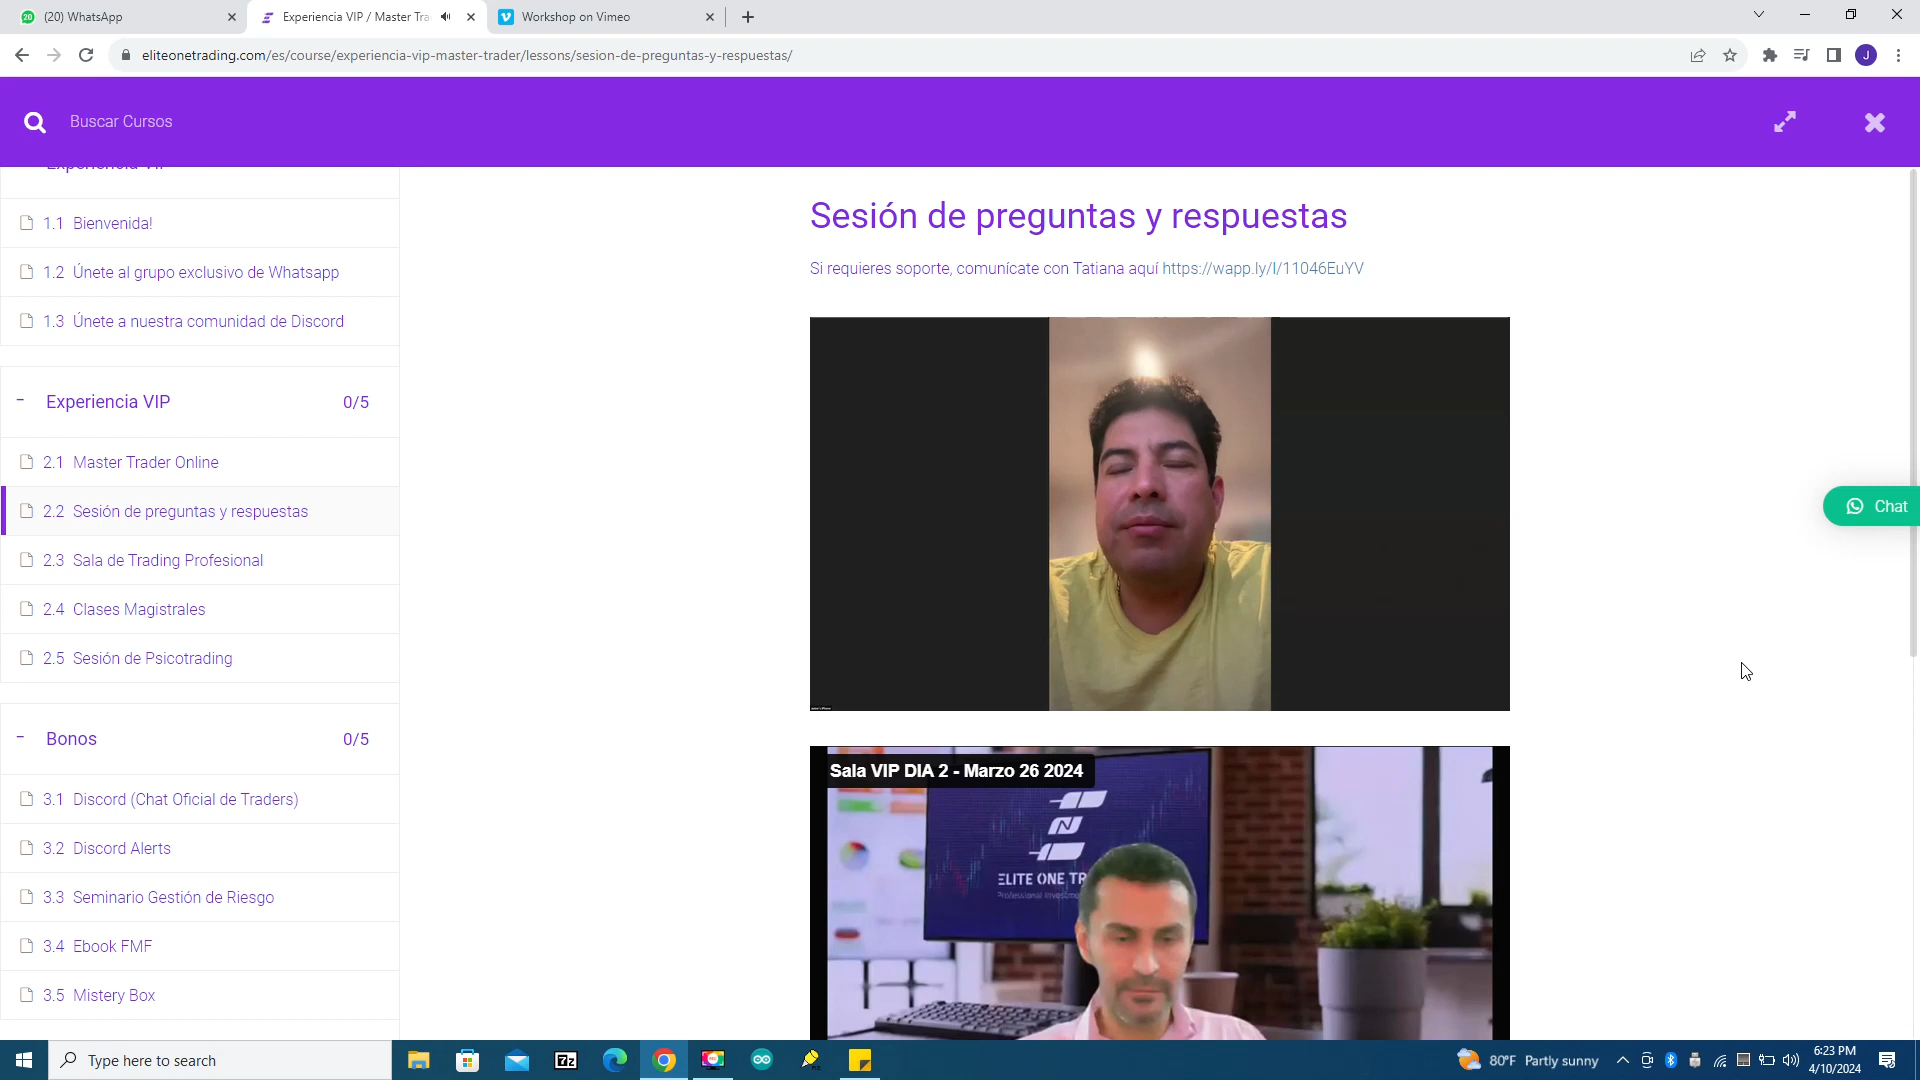 (20) WhatsApp
Experiencia VIP / Master Tra
Workshop on Vimeo
eliteonetrading.com/es/course/experiencia-vip-master-trader/lessons/sesion-de-preguntas-y-respuestas/
J
Buscar Cursos
Experiencia VIP
1.1 Bienvenida!
1.2 Únete al grupo exclusivo de Whatsapp
1.3 Únete a nuestra comunidad de Discord
- Experiencia VIP 0/5
2.1 Master Trader Online
2.2 Sesión de preguntas y respuestas
2.3 Sala de Trading Profesional
2.4 Clases Magistrales
2.5 Sesión de Psicotrading
- Bonos 0/5
3.1 Discord (Chat Oficial de Traders)
3.2 Discord Alerts
3.3 Seminario Gestión de Riesgo
3.4 Ebook FMF
3.5 Mistery Box
Sesión de preguntas y respuestas
Si requieres soporte, comunícate con Tatiana aquí https://wapp.ly/l/11046EuYV
Sala VIP DIA 2 - Marzo 26 2024
ELITE ONE TR
Professional Investme
Chat
Type here to search
7z
80°F Partly sunny
6:23 PM
4/10/2024